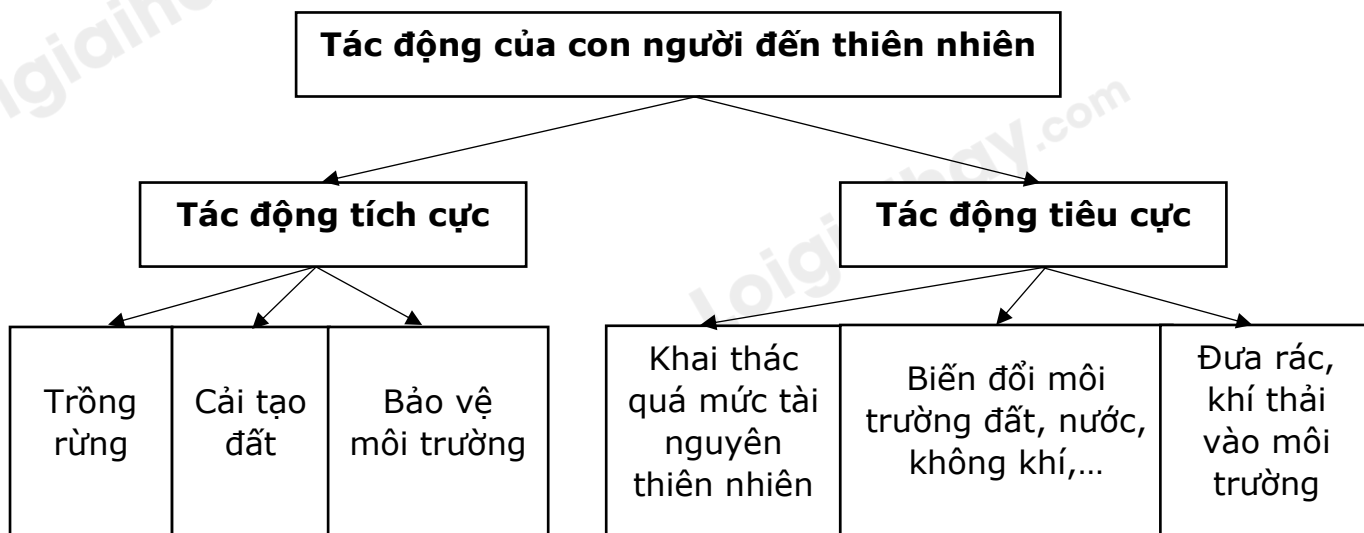 Tác động của con người đến thiên nhiên
Tác động tích cực
Tác động tiêu cực
Trồng
rừng
Cải tạo
đất
Bảo vệ
môi trường
Khai thác
quá mức tài
nguyên
thiên nhiên
Biến đổi môi
trường đất, nước,
không khí,...
Đưa rác,
khí thải
vào môi
trường